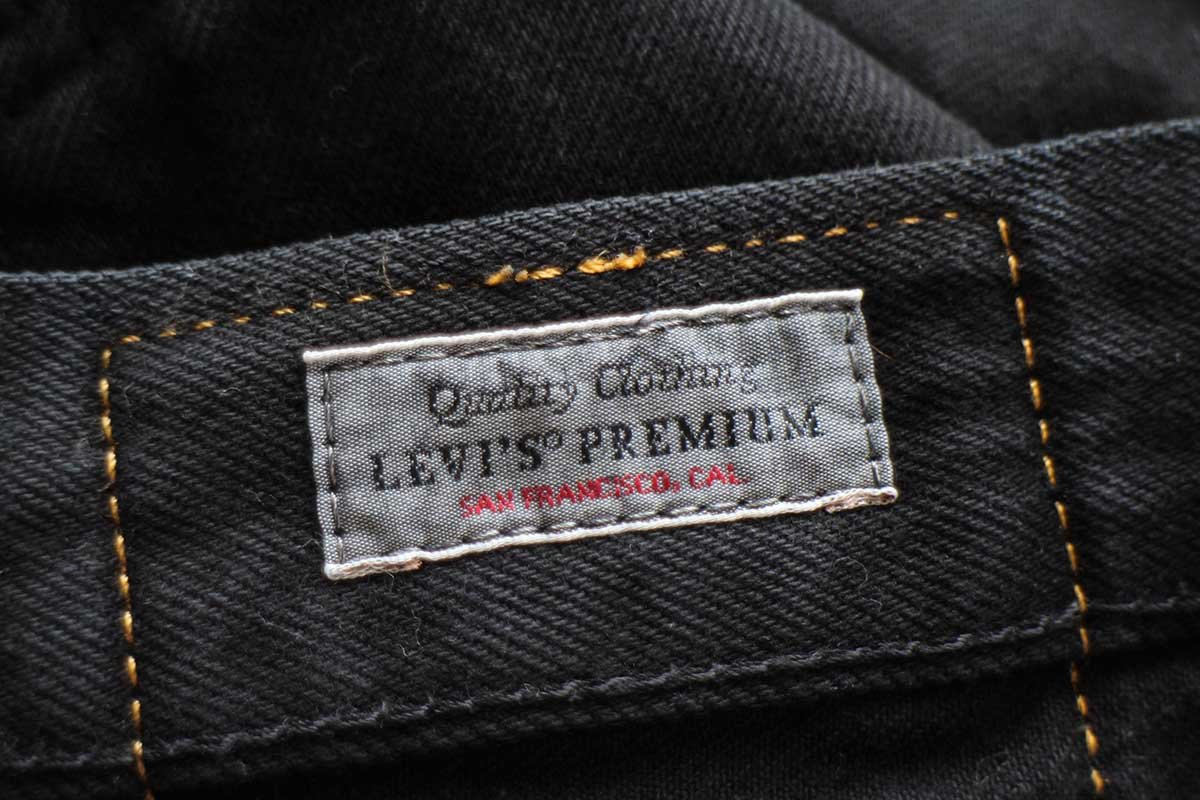 Quality Clothing
LEVI'S® PREMIUM
SAN FRANCISCO, CAL.